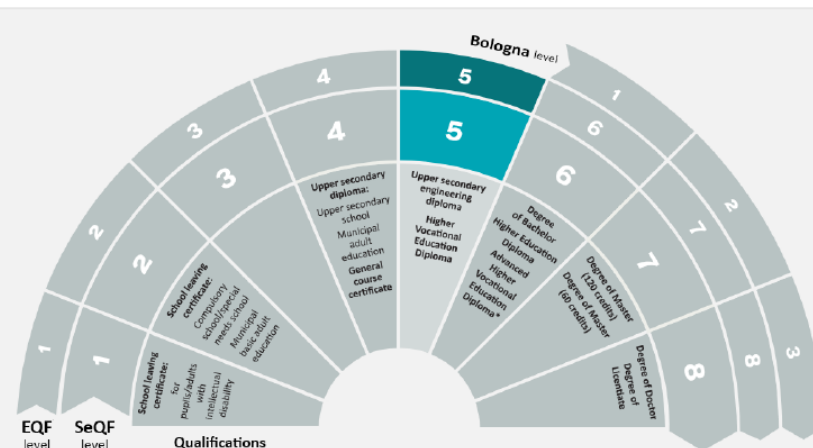 Bologna level
1
2
3
4
5
6
7
8
1
2
3
4
5
6
7
8
1
2
3
School leaving
certificate:
for
pupils/adults
with
intellectual
disability
School leaving
certificate:
Compulsory
school/special
needs school
Municipal
basic adult
education
Upper secondary
diploma:
Upper secondary
school
Municipal
adult
education
General
course
certificate
Upper secondary
engineering
diploma
Higher
Vocational
Education
Diploma
Degree
of Bachelor
Higher Education
Diploma
Advanced
Higher
Vocational
Education
Diploma*
Degree of Master
(120 credits)
Degree of Master
(60 credits)
Degree of Doctor
Degree of
Licentiate
EQF
level
SeQF
level
Qualifications